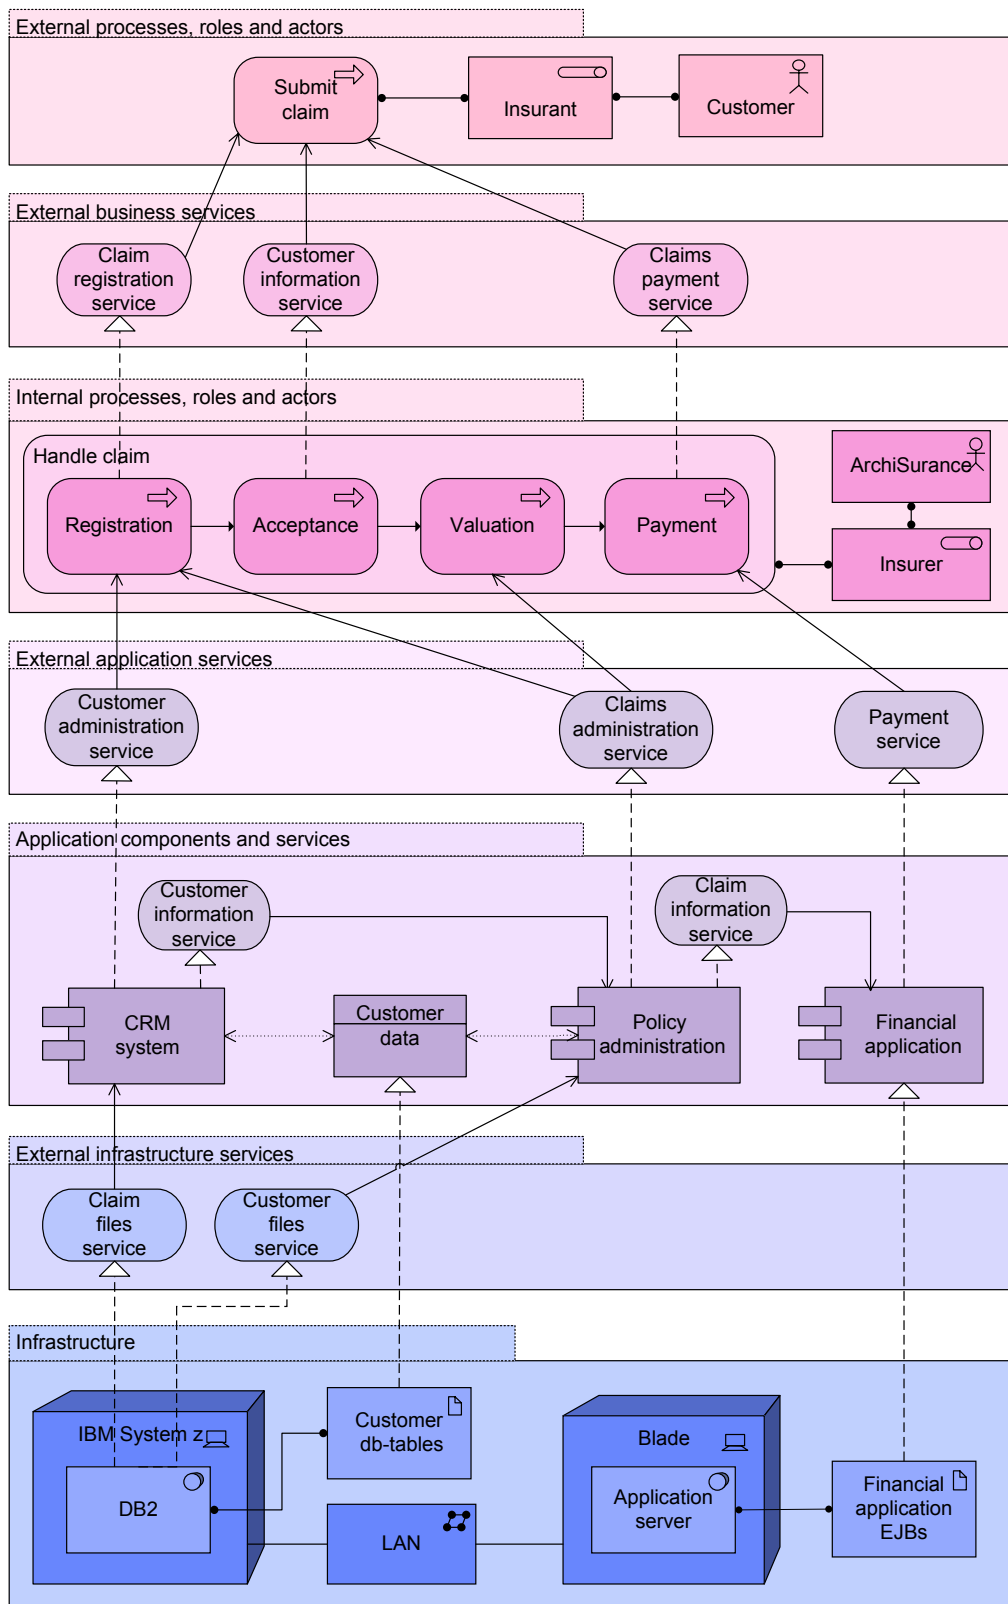 External processes, roles and actors
Submit
claim
Insurant
Customer
External business services
Claim
registration
service
Customer
information
service
Claims
payment
service
Internal processes, roles and actors
Handle claim
Registration
Acceptance
Valuation
Payment
ArchiSurance
Insurer
External application services
Customer
administration
service
Claims
administration
service
Payment
service
Application components and services
Customer
information
service
Claim
information
service
CRM
system
Customer
data
Policy
administration
Financial
application
External infrastructure services
Claim
files
service
Customer
files
service
Infrastructure
IBM System z
DB2
Customer
db-tables
LAN
Blade
Application
server
Financial
application
EJBs